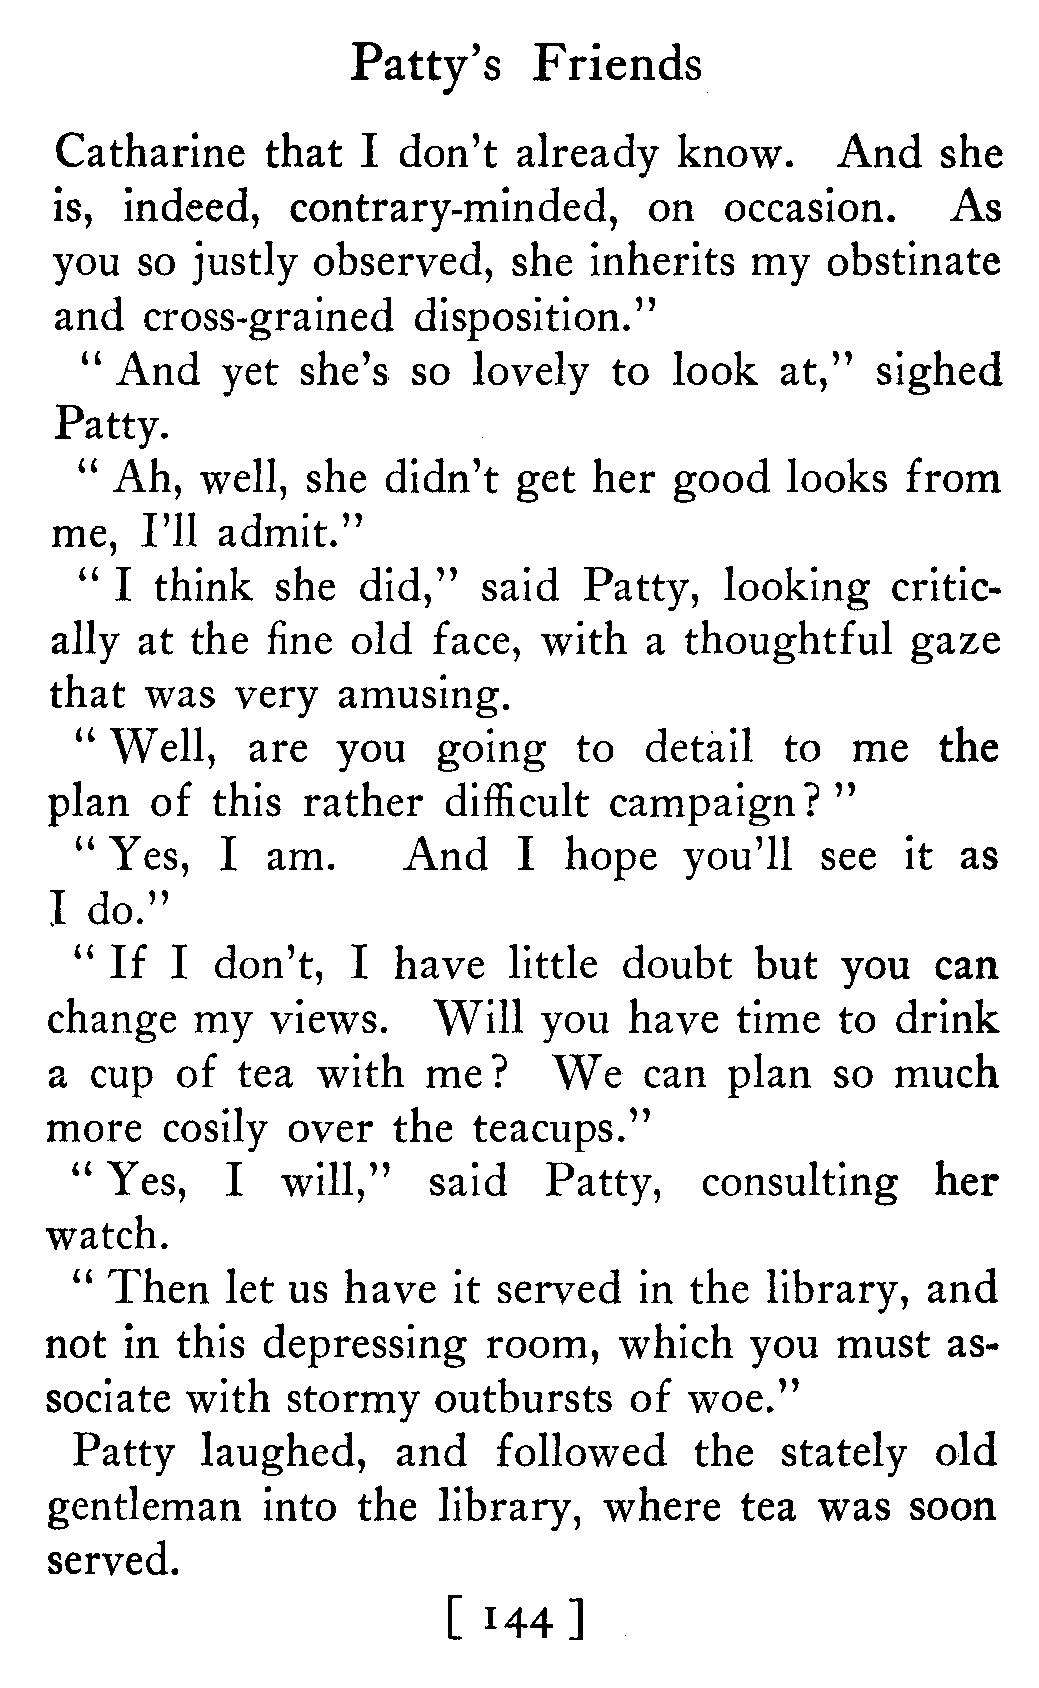 Patty's Friends
Catharine that I don't already know. And she
is, indeed, contrary-minded, on occasion. As
you so justly observed, she inherits my obstinate
and cross-grained disposition."
" And yet she's so lovely to look at," sighed
Patty.
" Ah, well, she didn't get her good looks from
me, I'll admit."
" I think she did," said Patty, looking critic-
ally at the fine old face, with a thoughtful gaze
that was very amusing.
" Well, are you going to detail to me the
plan of this rather difficult campaign? "
" Yes, I am. And I hope you'll see it as
I do."
" If I don't, I have little doubt but you can
change my views. Will you have time to drink
a cup of tea with me? We can plan so much
more cosily over the teacups."
" Yes, I will," said Patty, consulting her
watch.
" Then let us have it served in the library, and
not in this depressing room, which you must as-
sociate with stormy outbursts of woe."
Patty laughed, and followed the stately old
gentleman into the library, where tea was soon
served.
[ 144 ]